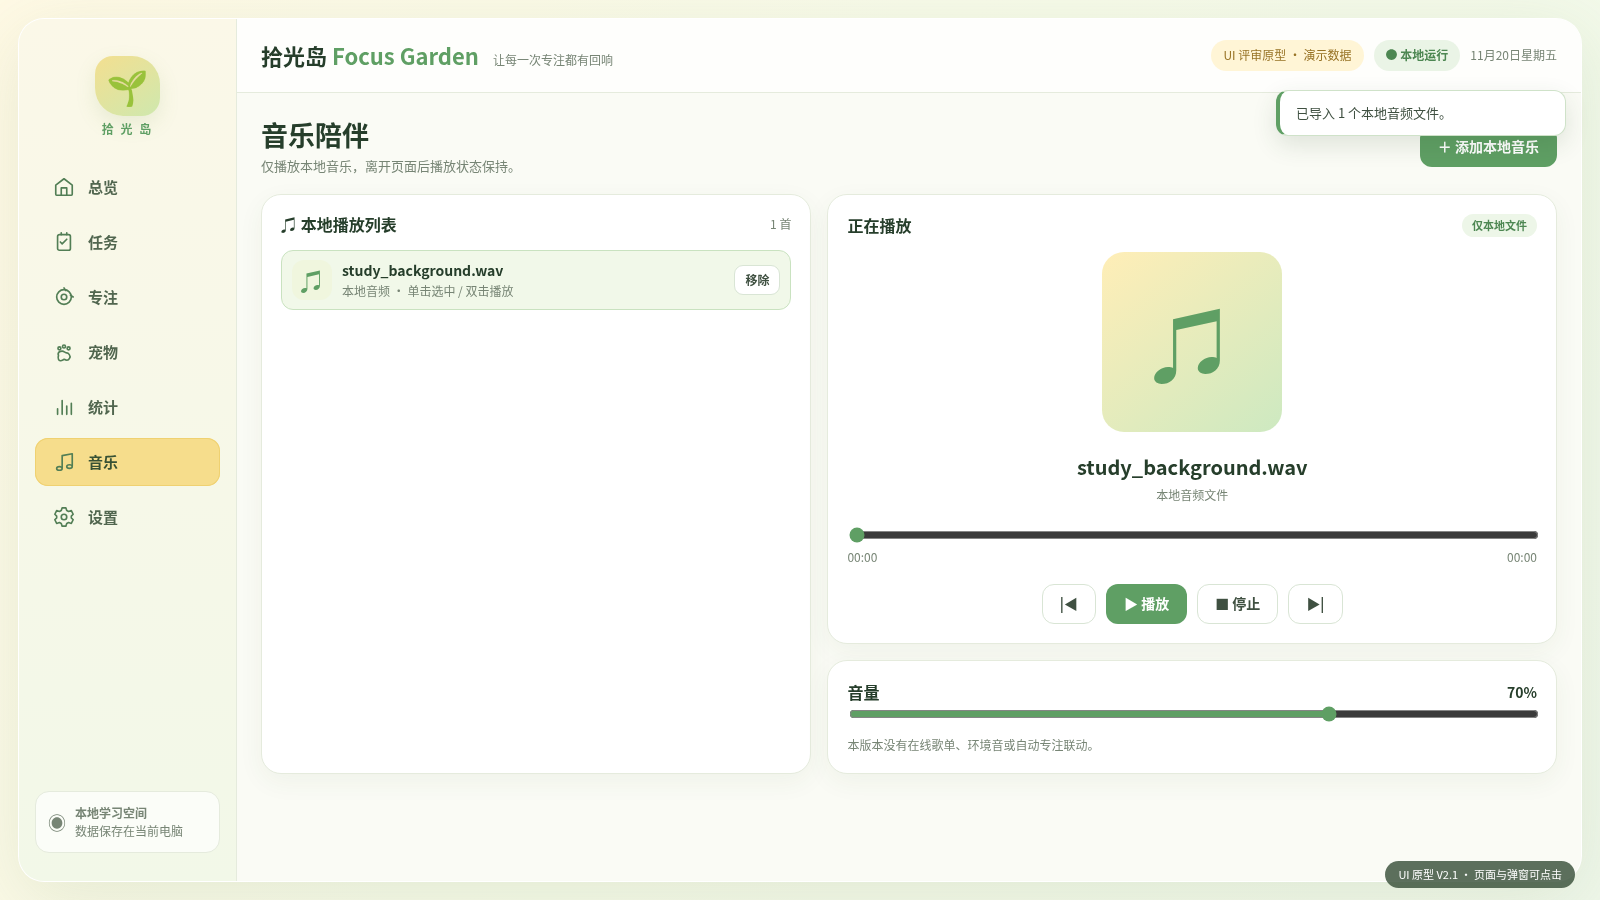 拾光岛
总览
任务
专注
宠物
统计
音乐
设置
本地学习空间
数据保存在当前电脑
拾光岛 Focus Garden 让每一次专注都有回响
UI 评审原型 · 演示数据
本地运行
11月20日星期五
已导入 1 个本地音频文件。
音乐陪伴
仅播放本地音乐，离开页面后播放状态保持。
＋ 添加本地音乐
♫ 本地播放列表
1 首
study_background.wav
本地音频 · 单击选中 / 双击播放
移除
正在播放
仅本地文件
study_background.wav
本地音频文件
00:00
00:00
|◀
▶ 播放
■ 停止
▶|
音量
70%
本版本没有在线歌单、环境音或自动专注联动。
UI 原型 V2.1 · 页面与弹窗可点击